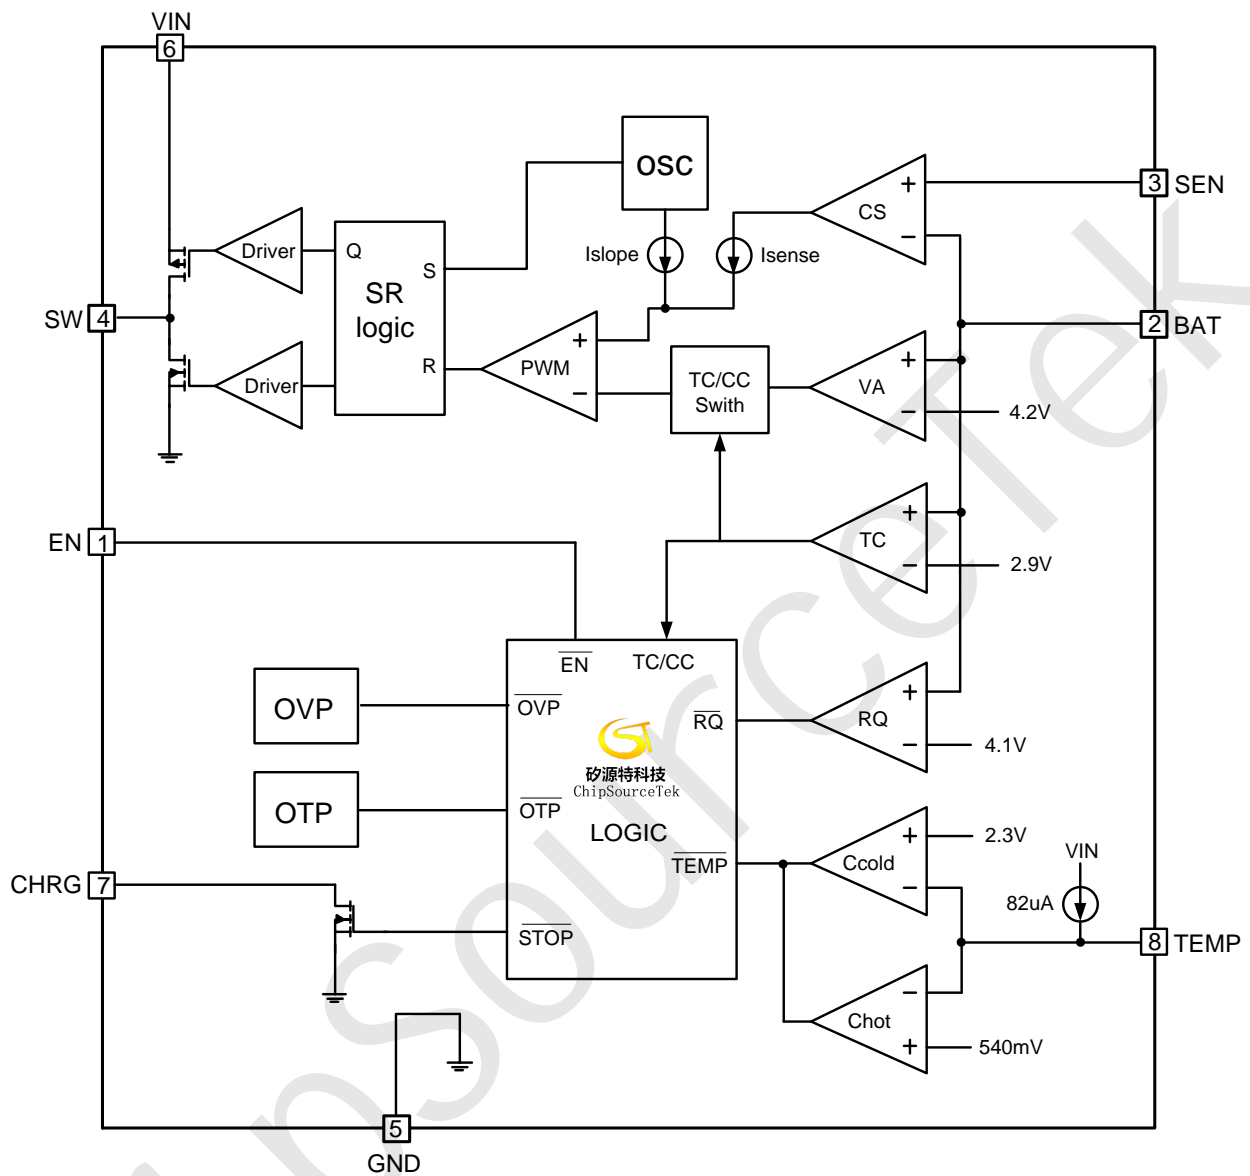 VIN
6
OSC
3 SEN
CS
+
−
Driver
Q
S
Islope
Isense
SR
logic
SW 4
2 BAT
+
PWM
−
R
TC/CC
Swith
+
VA
−
4.2V
Driver
EN 1
+
TC
−
2.9V
EN
TC/CC
OVP
OVP
RQ
+
RQ
−
4.1V
矽源特科技
ChipSourceTek
OTP
OTP
LOGIC
TEMP
+
Ccold
−
2.3V
VIN
82uA
CHRG 7
STOP
8 TEMP
−
Chot
+
540mV
5
GND
ChipSourceTek